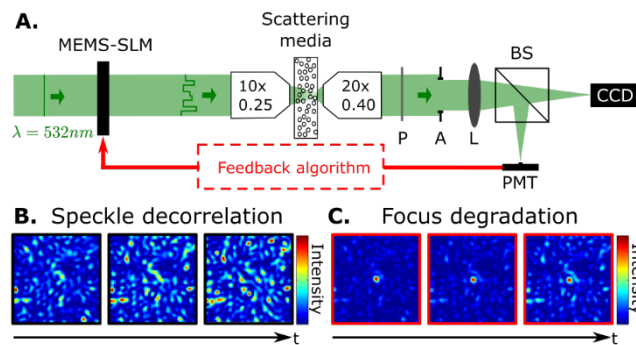 A.
MEMS-SLM
Scattering
media
BS
10x
0.25
20x
0.40
CCD
λ = 532nm
P
A
L
Feedback algorithm
PMT
B. Speckle decorrelation
Intensity
t
C. Focus degradation
Intensity
t